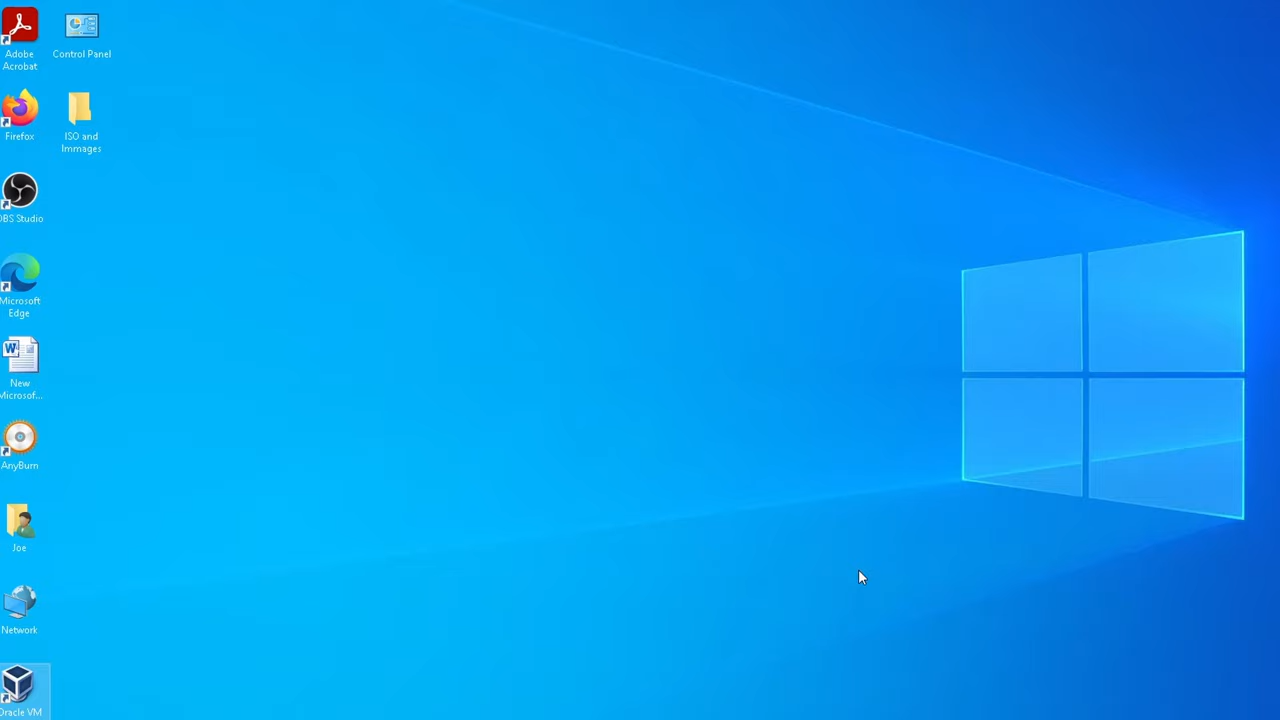 Adobe
Acrobat
Control Panel
Firefox
ISO and
Immages
OBS Studio
Microsoft
Edge
W
New
Microsof...
AnyBurn
Joe
Network
Oracle VM